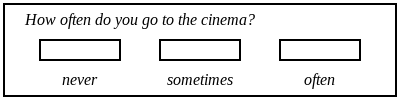 How often do you go to the cinema?
never sometimes often